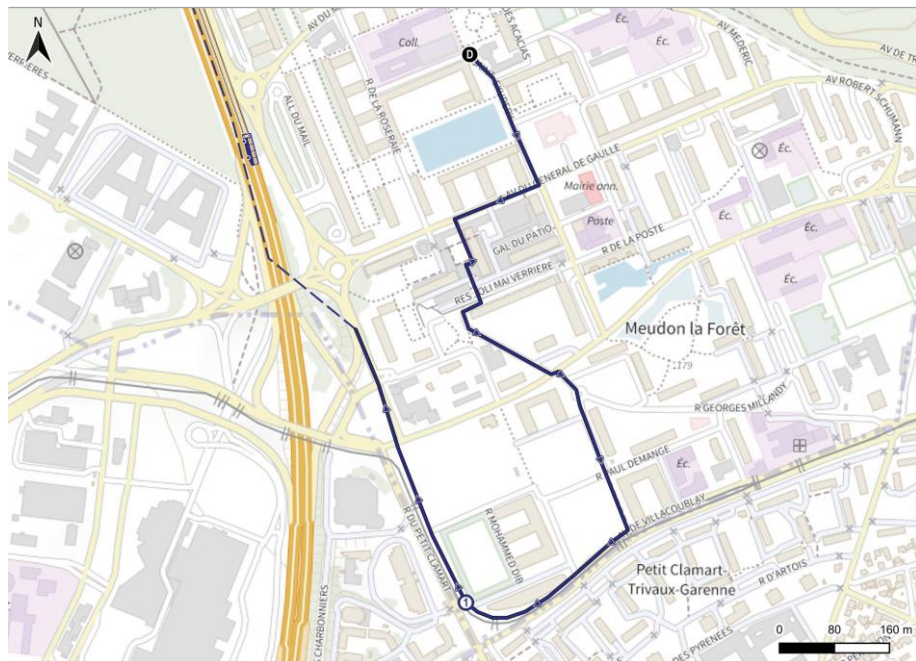 N
AV DU M
DES ACACIAS
Coll.
Éc.
Éc.
AV MEDERIC
AV DE TR
VERRIERES
D
R DE LA ROSERAIE
ALL DU MAIL
AV ROBERT SCHUMANN
Éc.
AV DU GENERAL DE GAULLE
Mairie ann.
Éc.
Poste
GAL DU PATIO
R DE LA POSTE
RES JOLI MAI VERRIERE
Éc.
Meudon la Forêt
179
R GEORGES MILLANDY
R PAUL DEMANGE
Éc.
DE VILLACOUBLAY
R DU PETIT CLAMART
R MOHAMMED DIB
Petit Clamart-
Trivaux-Garenne
R D'ARTOIS
1
CHARBONNIERS
DES PYRENEES
0 80 160 m